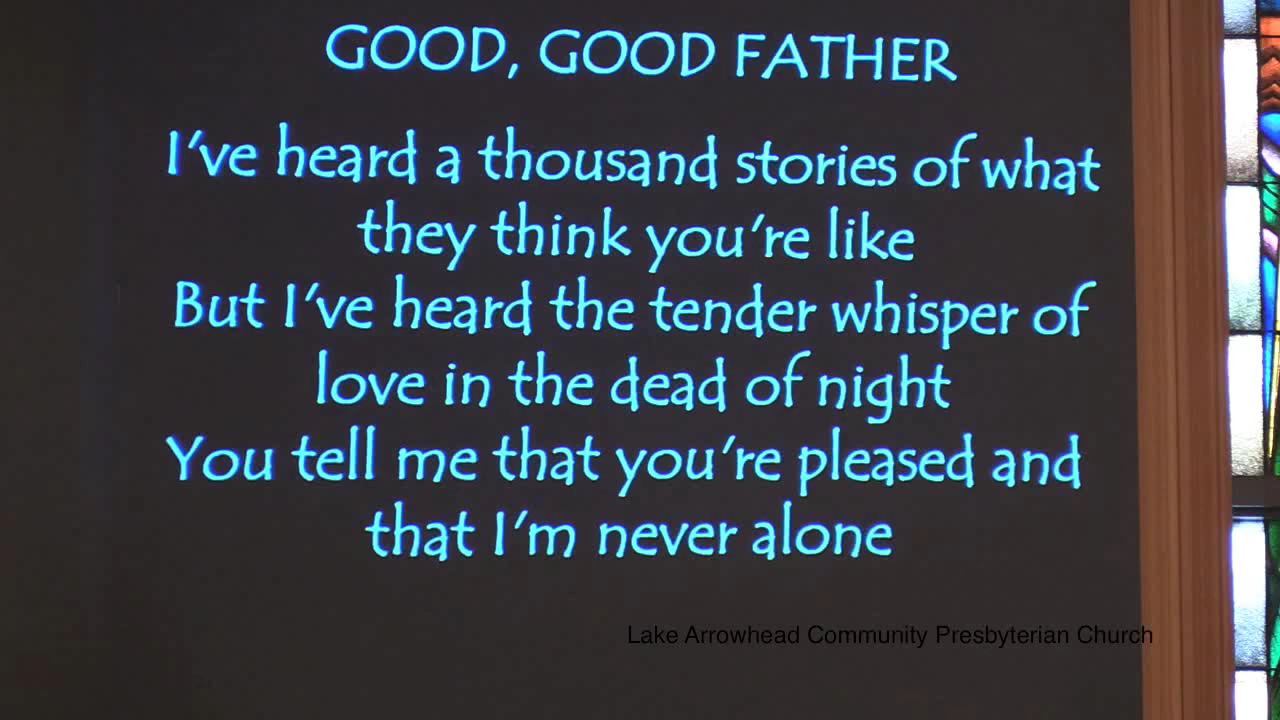 GOOD, GOOD FATHER
I've heard a thousand stories of what
they think you're like
But I've heard the tender whisper of
love in the dead of night
You tell me that you're pleased and
that I'm never alone
Lake Arrowhead Community Presbyterian Church